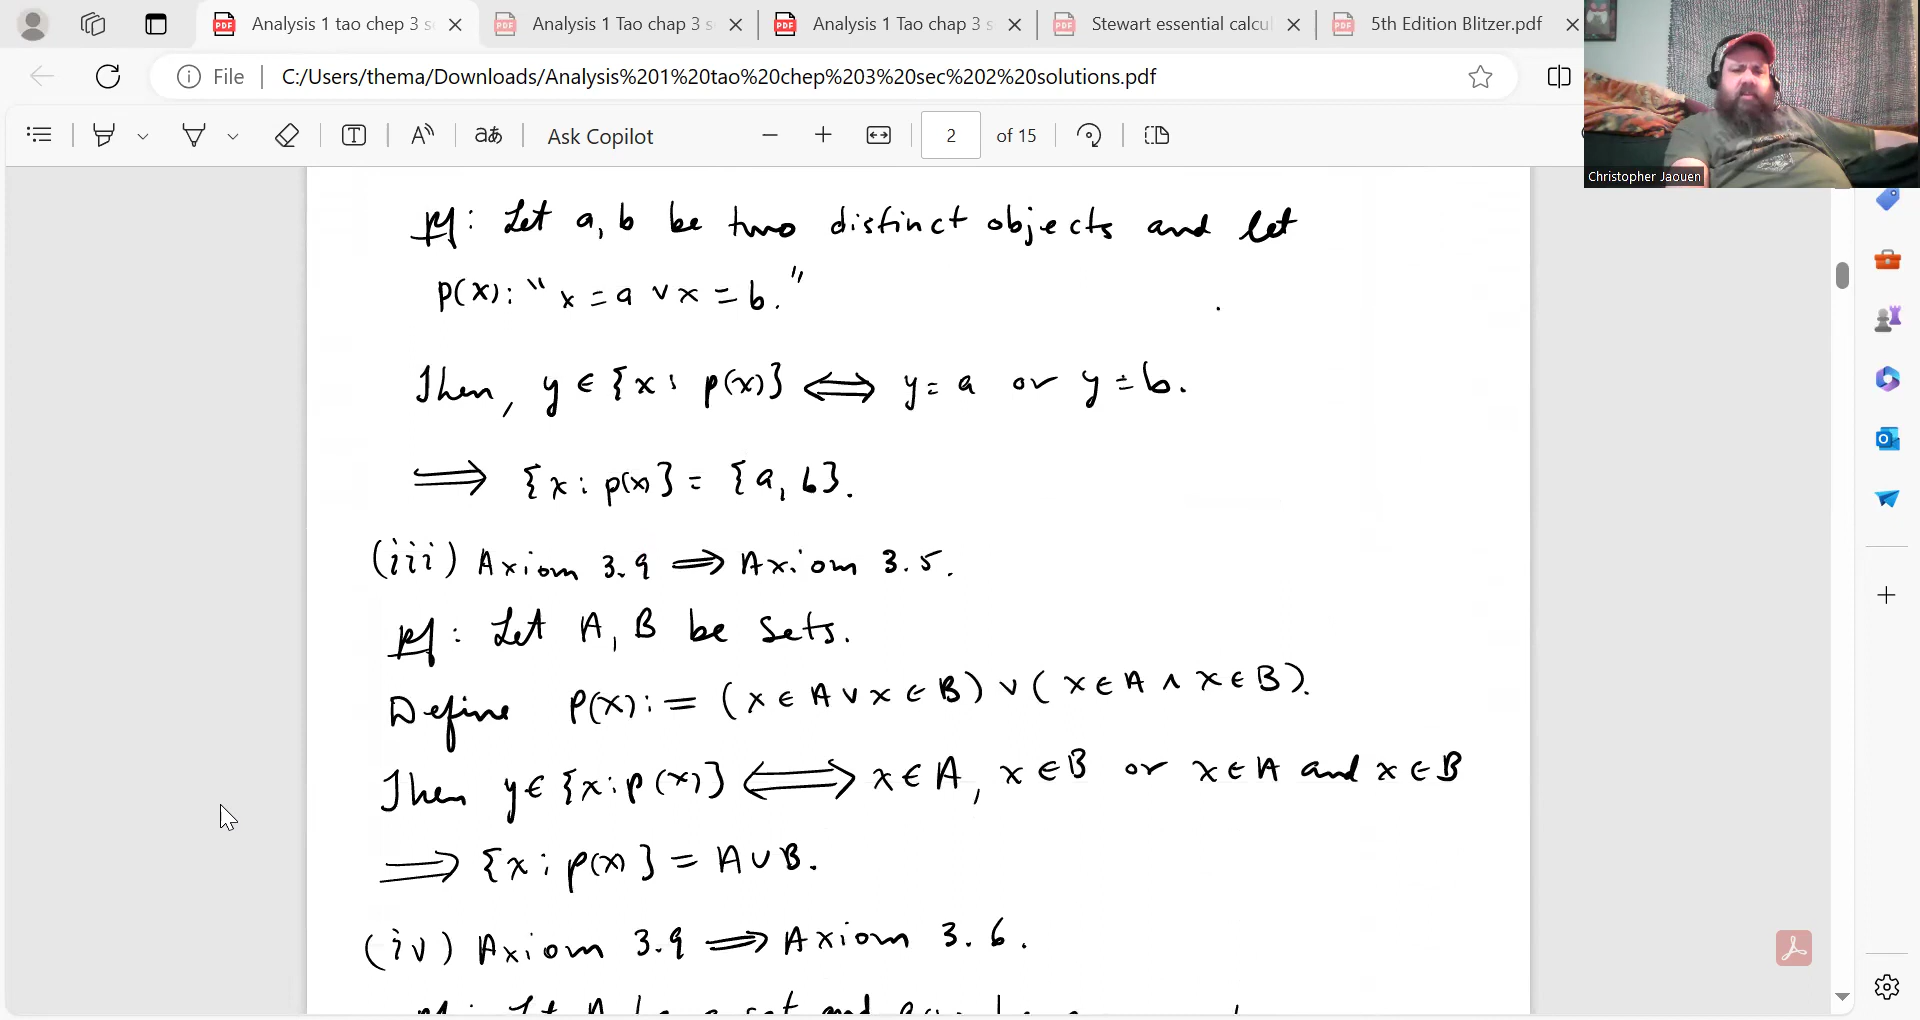 Analysis 1 tao chep 3 s
Analysis 1 Tao chap 3 s
Analysis 1 Tao chap 3 s
Stewart essential calcu
5th Edition Blitzer.pdf
File
C:/Users/thema/Downloads/Analysis%201%20tao%20chep%203%20sec%202%20solutions.pdf
aあ
Ask Copilot
2
of 15
Christopher Jaouen
pf: Let a, b be two distinct objects and let
P(x): "x = a ∨ x = b."
Then, y ∈ {x : p(x)} ⟺ y = a or y = b.
⟹ {x : p(x)} = {a, b}.
(iii) Axiom 3.9 ⟹ Axiom 3.5.
pf: Let A, B be sets.
Define P(x) := (x ∈ A ∨ x ∈ B) ∨ (x ∈ A ∧ x ∈ B).
Then y ∈ {x : p(x)} ⟺ x ∈ A, x ∈ B or x ∈ A and x ∈ B
⟹ {x : p(x)} = A ∪ B.
(iv) Axiom 3.9 ⟹ Axiom 3.6.